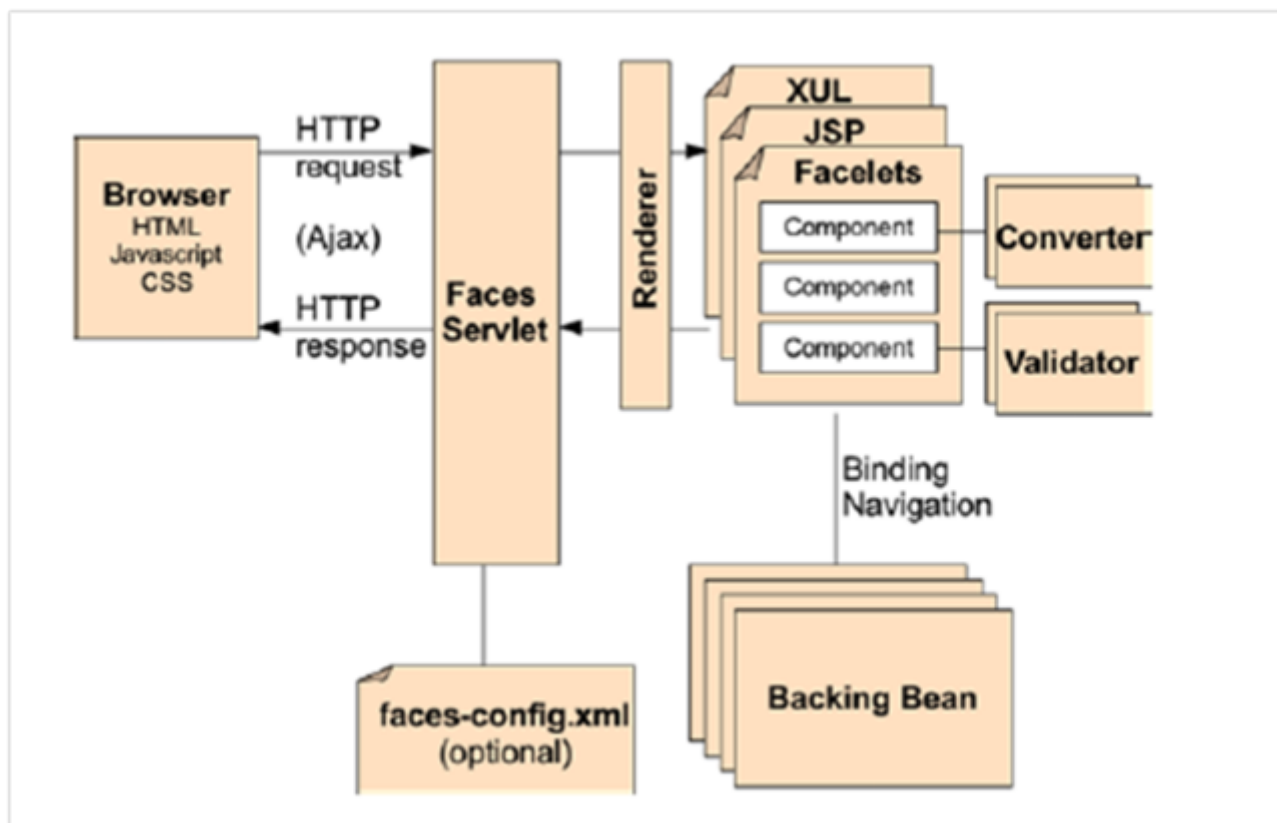 Browser
HTML
Javascript
CSS
HTTP
request
(Ajax)
HTTP
response
Faces
Servlet
Renderer
XUL
JSP
Facelets
Component
Component
Component
Converter
Validator
Binding
Navigation
faces-config.xml
(optional)
Backing Bean